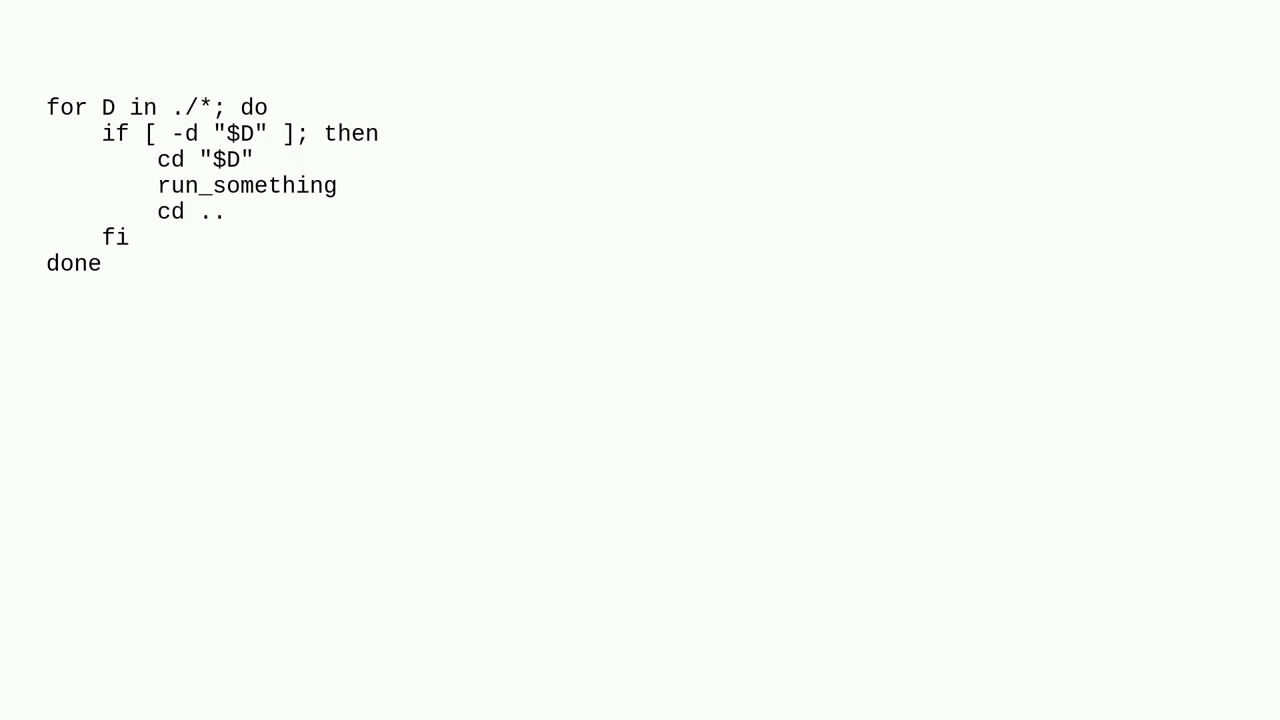 for D in ./*; do
    if [ -d "$D" ]; then
        cd "$D"
        run_something
        cd ..
    fi
done